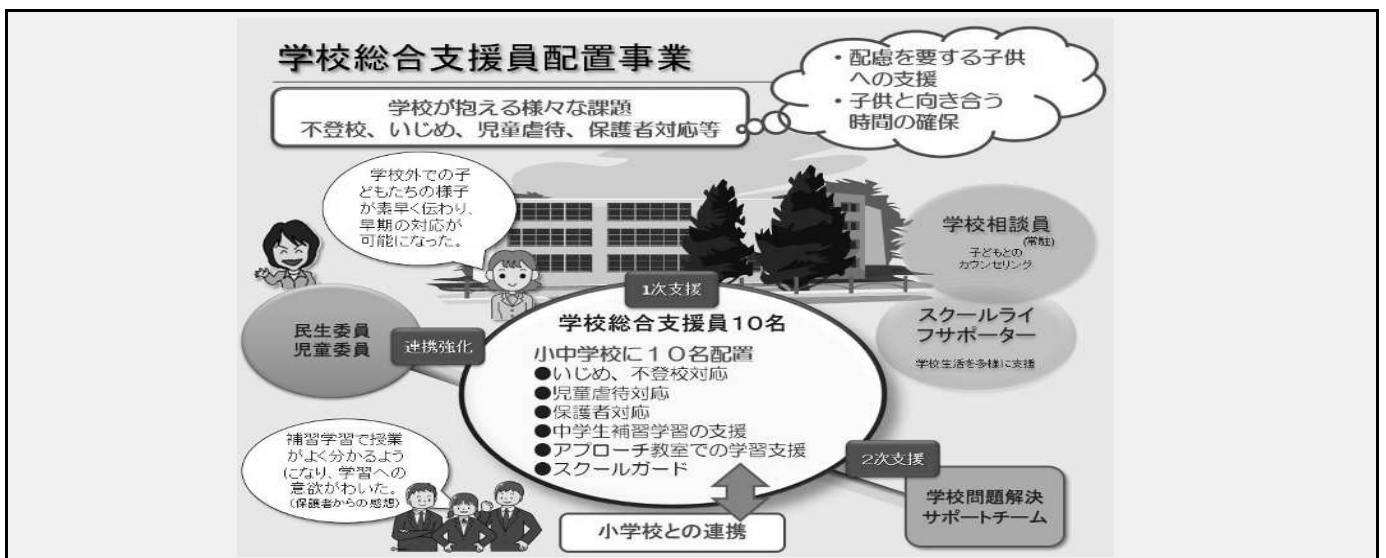 学校総合支援員配置事業
・配慮を要する子供
への支援
・子供と向き合う
時間の確保
学校が抱える様々な課題
不登校、いじめ、児童虐待、保護者対応等
学校外での子
どもたちの様子
が素早く伝わり、
早期の対応が
可能になった。
学校相談員
(常駐)
子どもとの
カウンセリング
1次支援
学校総合支援員10名
民生委員
児童委員
連携強化
スクールライ
フサポーター
学校生活を多様に支援
小中学校に10名配置
●いじめ、不登校対応
●児童虐待対応
●保護者対応
●中学生補習学習の支援
●アプローチ教室での学習支援
●スクールガード
補習学習で授業
がよく分かるよう
になり、学習への
意欲がわいた。
(保護者からの感想)
2次支援
学校問題解決
サポートチーム
小学校との連携